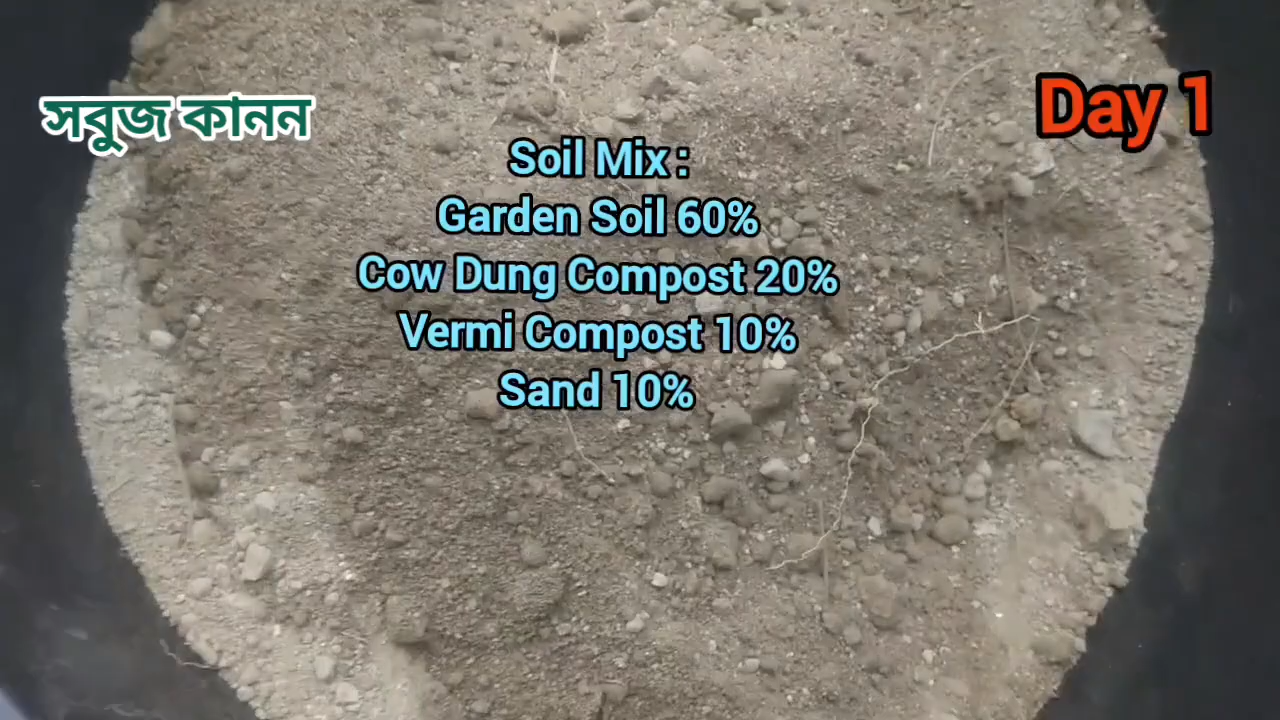 সবুজ কানন
Day 1
Soil Mix :
Garden Soil 60%
Cow Dung Compost 20%
Vermi Compost 10%
Sand 10%